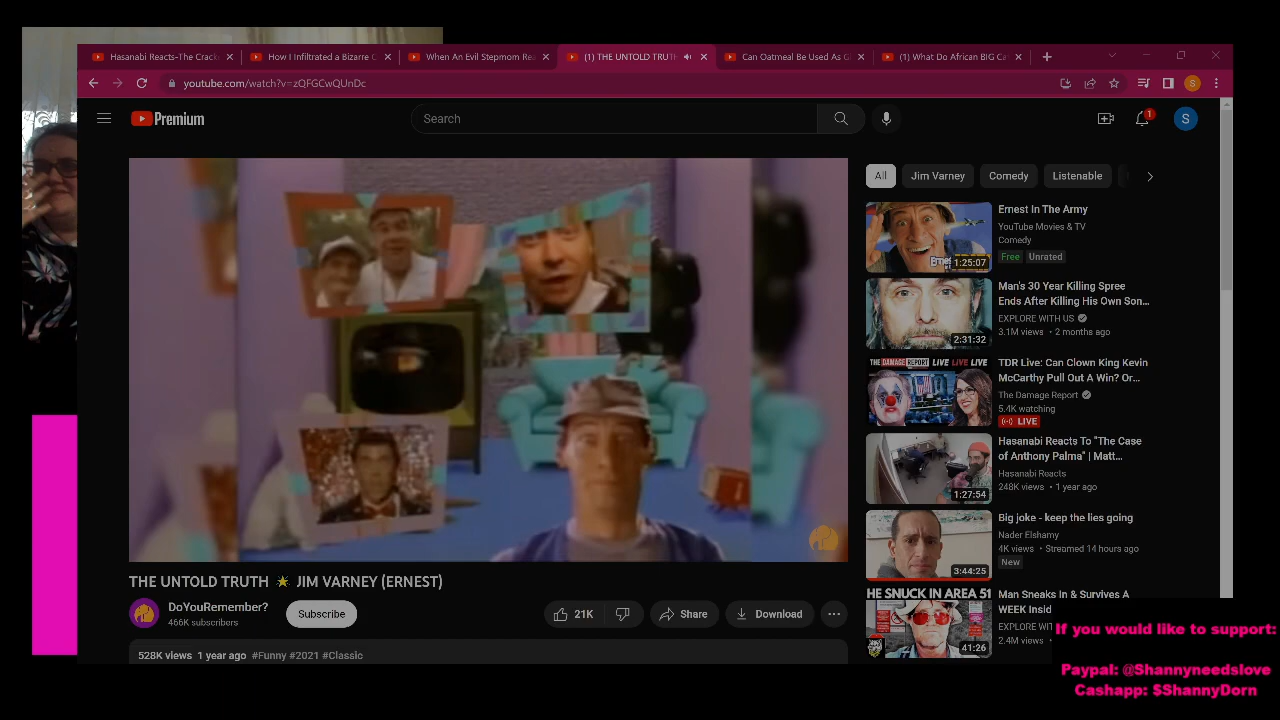 Hasanabi Reacts-The Crack
How I Infiltrated a Bizarre
When An Evil Stepmom Re
(1) THE UNTOLD TRUT
Can Oatmeal Be Used As G
(1) What Do African BIG Ca
youtube.com/watch?v=zQFGCwQUnDc
S
Premium
Search
1
S
All
Jim Varney
Comedy
Listenable
Ernest In The Army
YouTube Movies & TV
Comedy
Free Unrated
1:25:07
Man's 30 Year Killing Spree
Ends After Killing His Own Son...
EXPLORE WITH US
3.1M views • 2 months ago
2:31:32
THE DAMAGE REPORT LIVE LIVE LIVE
TDR Live: Can Clown King Kevin
McCarthy Pull Out A Win? Or...
The Damage Report
5.4K watching
LIVE
Hasanabi Reacts To "The Case
of Anthony Palma" | Matt...
Hasanabi Reacts
248K views • 1 year ago
1:27:54
Big joke - keep the lies going
Nader Elshamy
4K views • Streamed 14 hours ago
New
3:44:25
HE SNUCK IN AREA 51
Man Sneaks In & Survives A
WEEK Insid
EXPLORE WIT
2.4M views •
41:26
THE UNTOLD TRUTH ⭐ JIM VARNEY (ERNEST)
DoYouRemember?
466K subscribers
Subscribe
21K
Share
Download
528K views 1 year ago #Funny #2021 #Classic
If you would like to support:
Paypal: @Shannyneedslove
Cashapp: $ShannyDorn